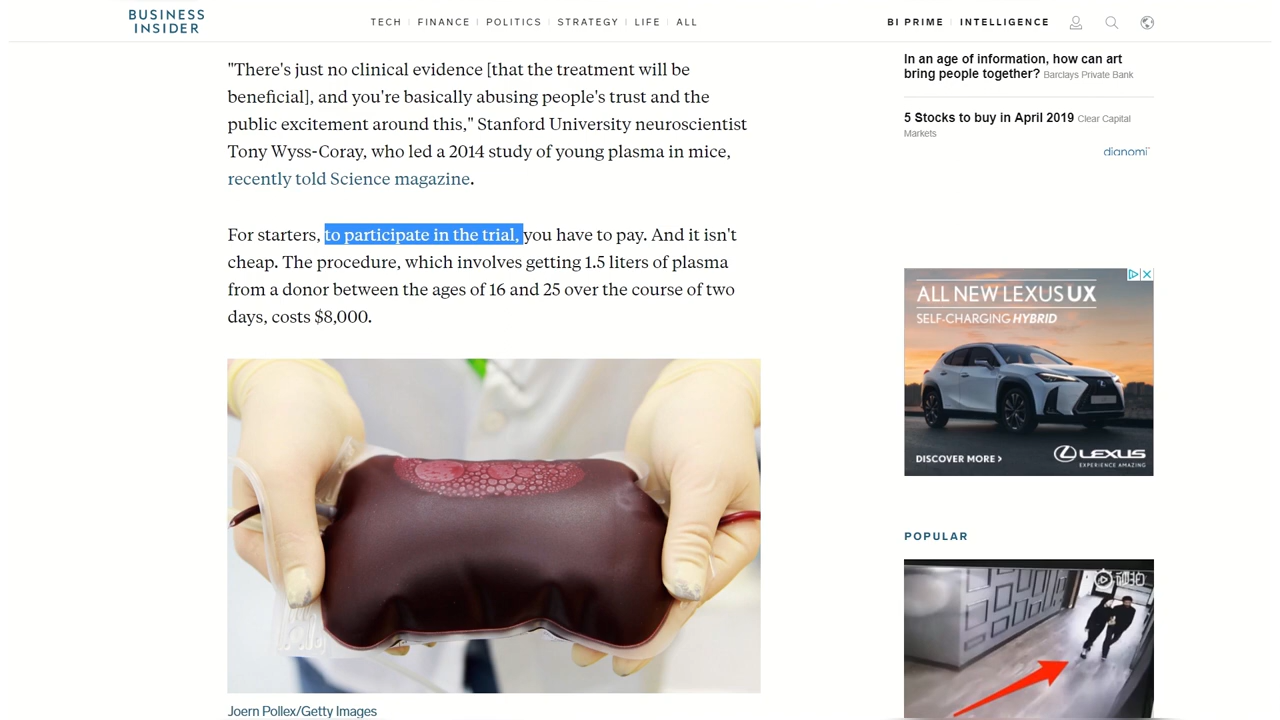 BUSINESS
INSIDER
TECH | FINANCE | POLITICS | STRATEGY | LIFE | ALL
BI PRIME | INTELLIGENCE
"There's just no clinical evidence [that the treatment will be
beneficial], and you're basically abusing people's trust and the
public excitement around this," Stanford University neuroscientist
Tony Wyss-Coray, who led a 2014 study of young plasma in mice,
recently told Science magazine.
For starters, to participate in the trial, you have to pay. And it isn't
cheap. The procedure, which involves getting 1.5 liters of plasma
from a donor between the ages of 16 and 25 over the course of two
days, costs $8,000.
Joern Pollex/Getty Images
In an age of information, how can art
bring people together? Barclays Private Bank
5 Stocks to buy in April 2019 Clear Capital
Markets
dianomi
ALL NEW LEXUS UX
SELF-CHARGING HYBRID
DISCOVER MORE >
LEXUS
EXPERIENCE AMAZING
POPULAR